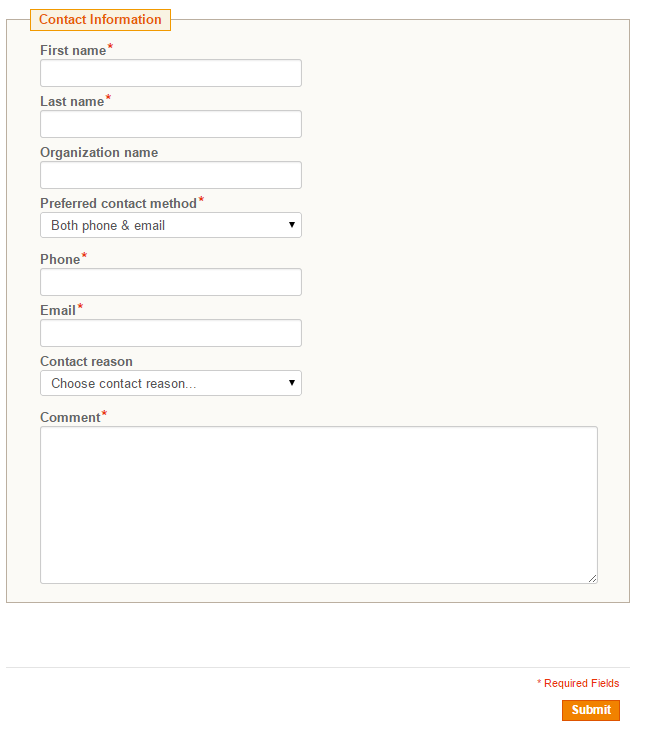 Contact Information
First name*
Last name*
Organization name
Preferred contact method*
Both phone & email
Phone*
Email*
Contact reason
Choose contact reason...
Comment*
* Required Fields
Submit